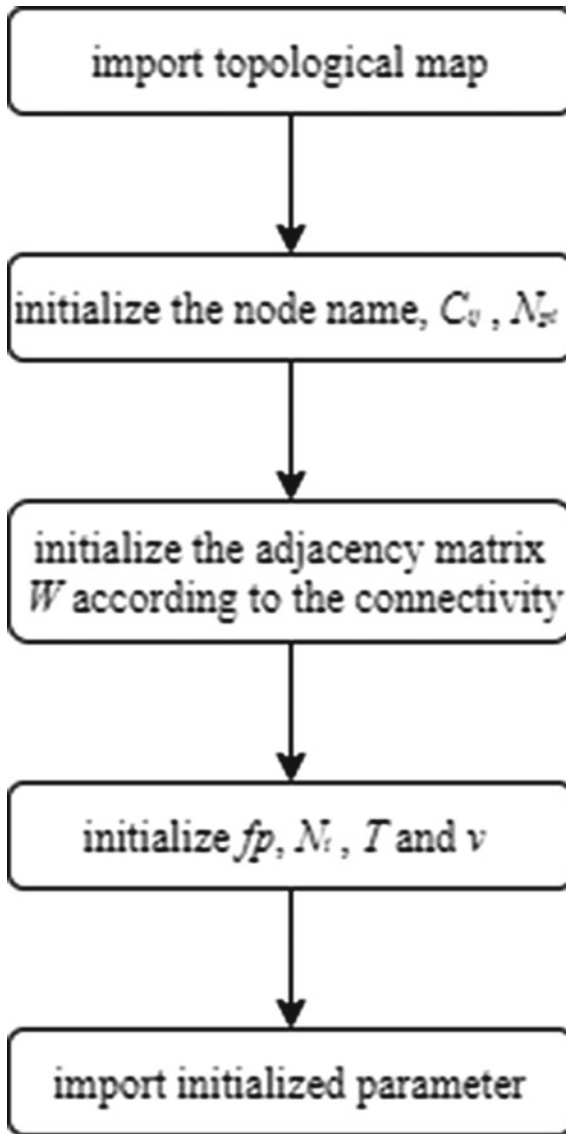 import topological map
initialize the node name, C , N
initialize the adjacency matrix
W according to the connectivity
initialize fp, N , T and v
import initialized parameter